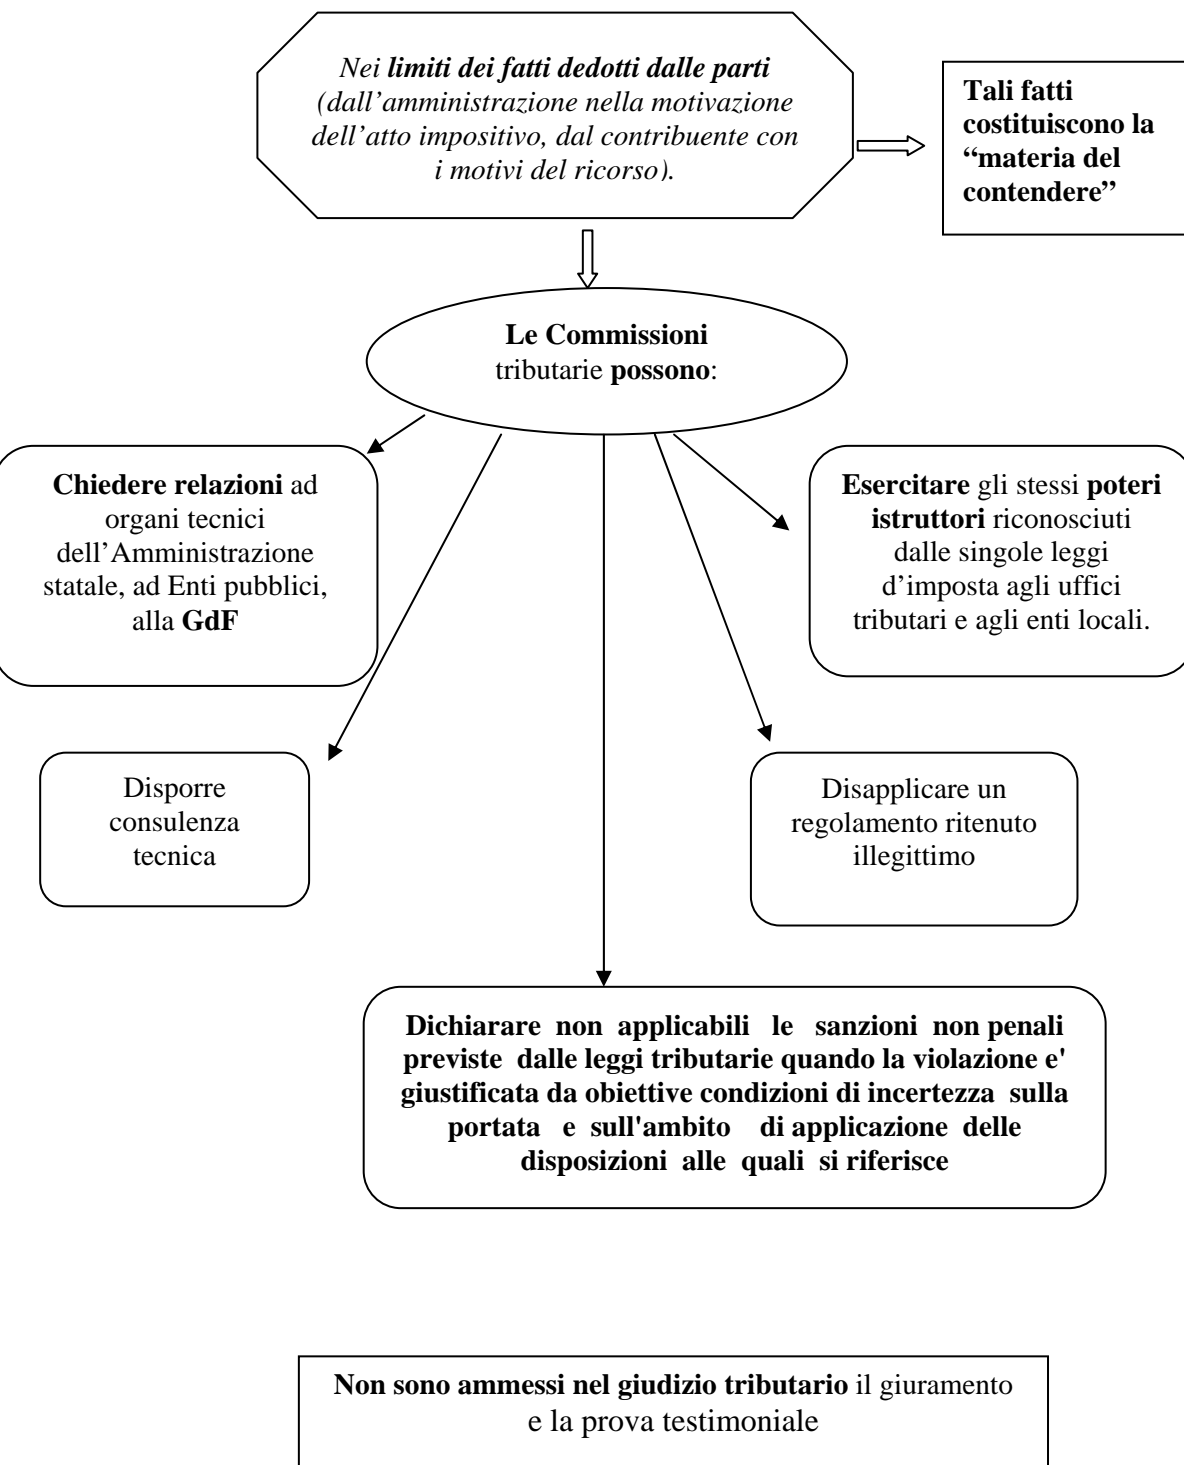 Nei limiti dei fatti dedotti dalle parti
(dall’amministrazione nella motivazione
dell’atto impositivo, dal contribuente con
i motivi del ricorso).
Tali fatti
costituiscono la
“materia del
contendere”
Le Commissioni
tributarie possono:
Chiedere relazioni ad
organi tecnici
dell’Amministrazione
statale, ad Enti pubblici,
alla GdF
Esercitare gli stessi poteri
istruttori riconosciuti
dalle singole leggi
d’imposta agli uffici
tributari e agli enti locali.
Disporre
consulenza
tecnica
Disapplicare un
regolamento ritenuto
illegittimo
Dichiarare non applicabili le sanzioni non penali
previste dalle leggi tributarie quando la violazione e'
giustificata da obiettive condizioni di incertezza sulla
portata e sull'ambito di applicazione delle
disposizioni alle quali si riferisce
Non sono ammessi nel giudizio tributario il giuramento
e la prova testimoniale